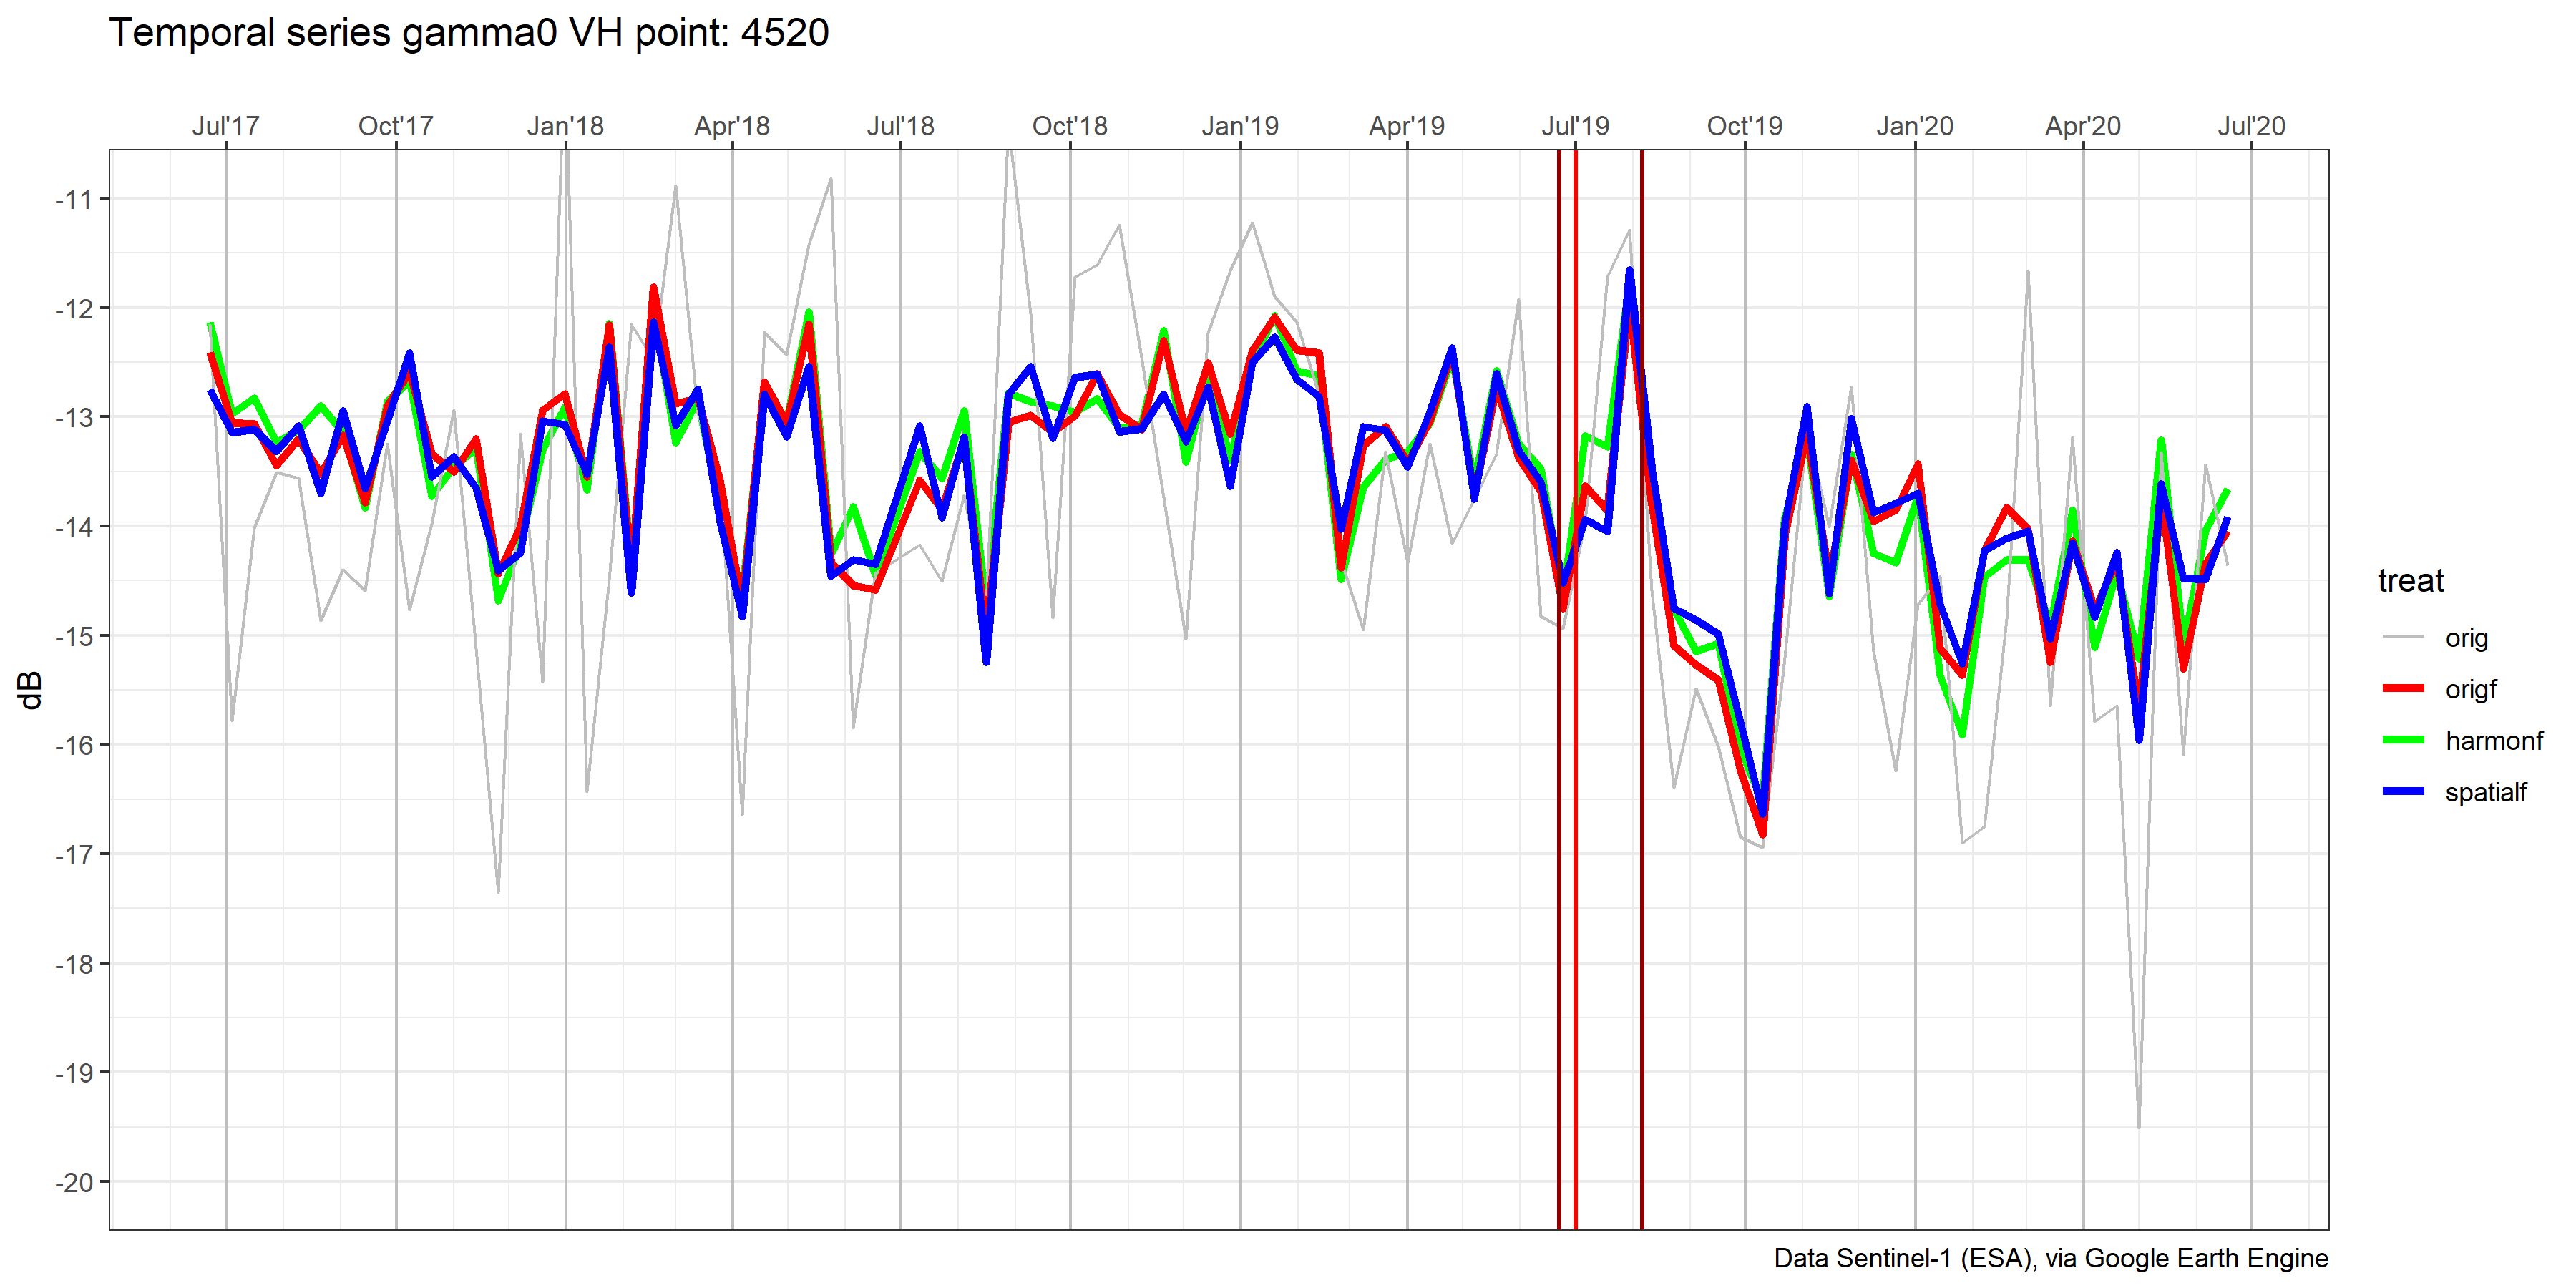 Temporal series gamma0 VH point: 4520
Jul'17 Oct'17 Jan'18 Apr'18 Jul'18 Oct'18 Jan'19 Apr'19 Jul'19 Oct'19 Jan'20 Apr'20 Jul'20
-11
-12
-13
-14
-15
-16
-17
-18
-19
-20
dB
treat
orig
origf
harmonf
spatialf
Data Sentinel-1 (ESA), via Google Earth Engine